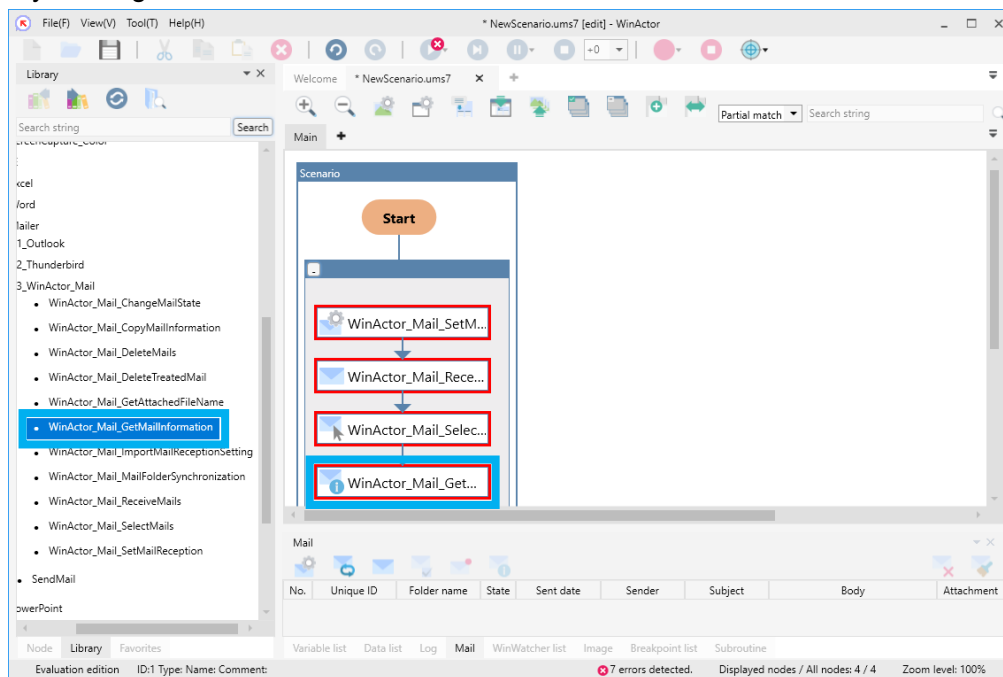 File(F) View(V) Tool(T) Help(H)
* NewScenario.ums7 [edit] - WinActor
+0
Library
Search string
Search
xcel
1_Outlook
2_Thunderbird
3_WinActor_Mail
WinActor_Mail_ChangeMailState
WinActor_Mail_CopyMailInformation
WinActor_Mail_DeleteMails
WinActor_Mail_DeleteTreatedMail
WinActor_Mail_GetAttachedFileName
WinActor_Mail_GetMailInformation
WinActor_Mail_ImportMailReceptionSetting
WinActor_Mail_MailFolderSynchronization
WinActor_Mail_ReceiveMails
WinActor_Mail_SelectMails
WinActor_Mail_SetMailReception
SendMail
owerPoint
Node Library Favorites
Welcome * NewScenario.ums7 × +
Partial match Search string
Main +
Scenario
Start
WinActor_Mail_SetM...
WinActor_Mail_Rece...
WinActor_Mail_Selec...
WinActor_Mail_Get...
Mail
No. Unique ID Folder name State Sent date Sender Subject Body Attachment
Variable list Data list Log Mail WinWatcher list Image Breakpoint list Subroutine
Evaluation edition ID:1 Type: Name: Comment: 7 errors detected. Displayed nodes / All nodes: 4 / 4 Zoom level: 100%